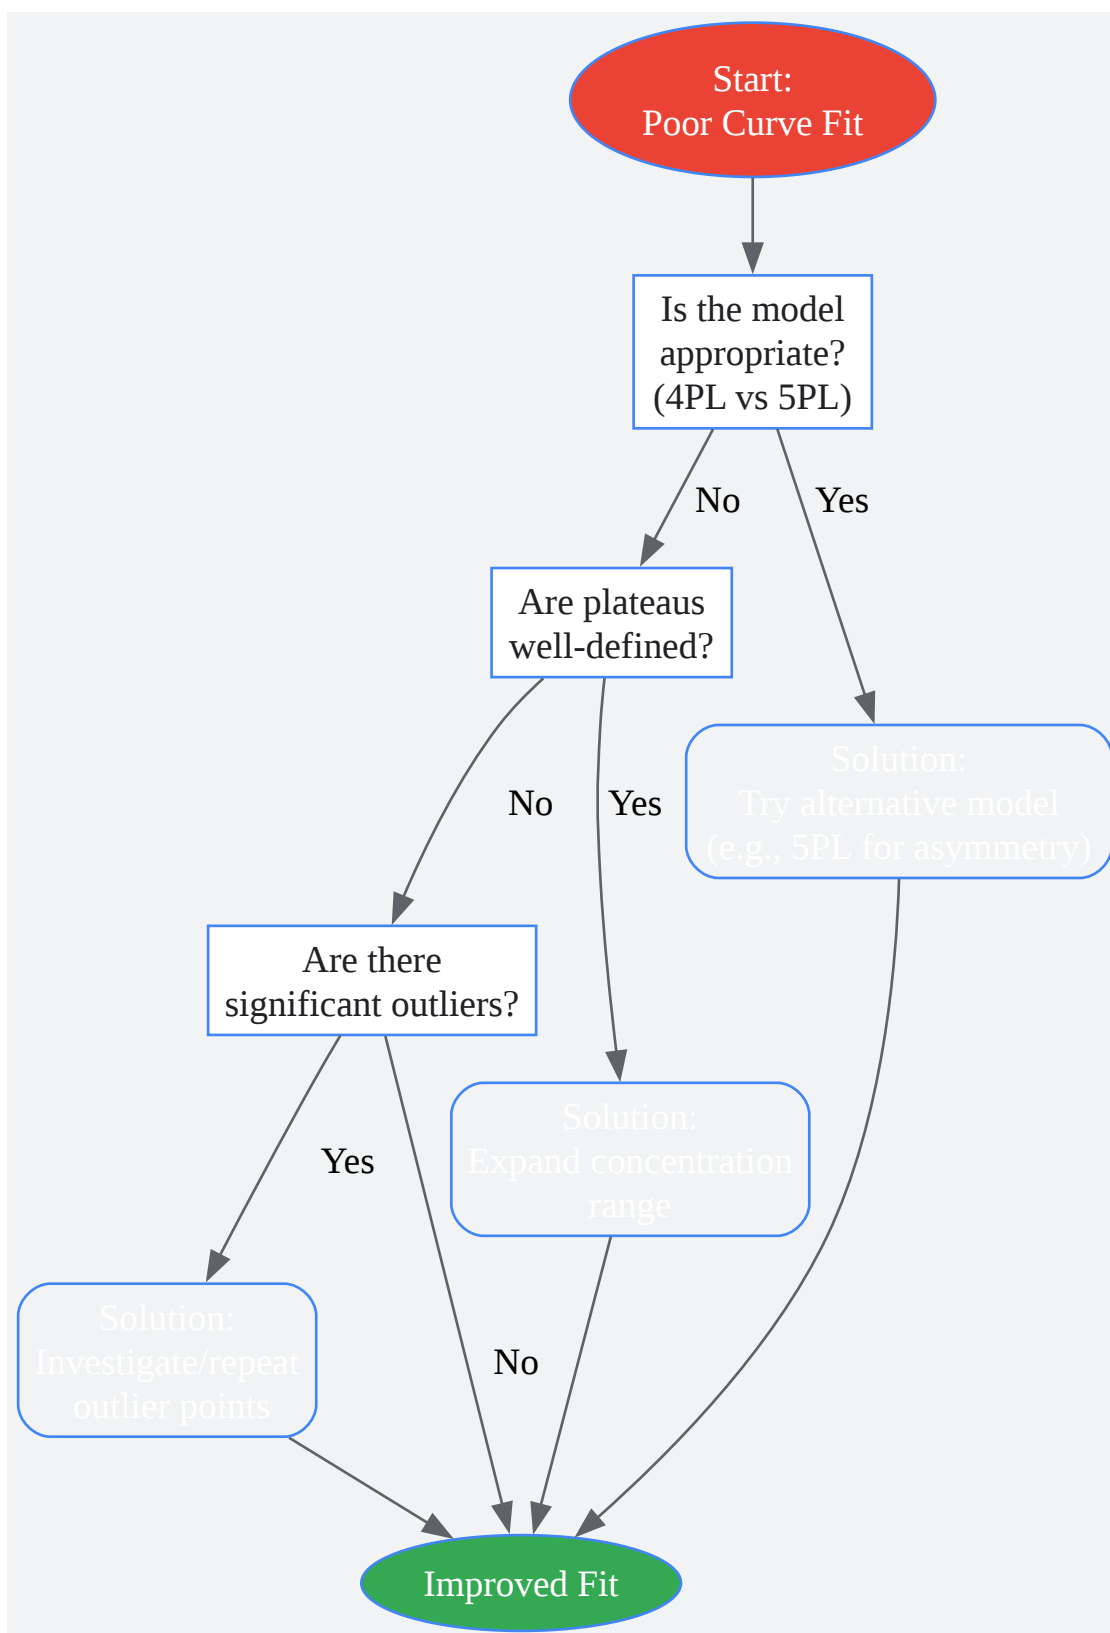 Start:
Poor Curve Fit
Is the model
appropriate?
(4PL vs 5PL)
No
Yes
Are plateaus
well-defined?
Solution:
Try alternative model
(e.g., 5PL for asymmetry)
No
Yes
Are there
significant outliers?
Solution:
Expand concentration
range
Yes
No
Solution:
Investigate/repeat
outlier points
Improved Fit